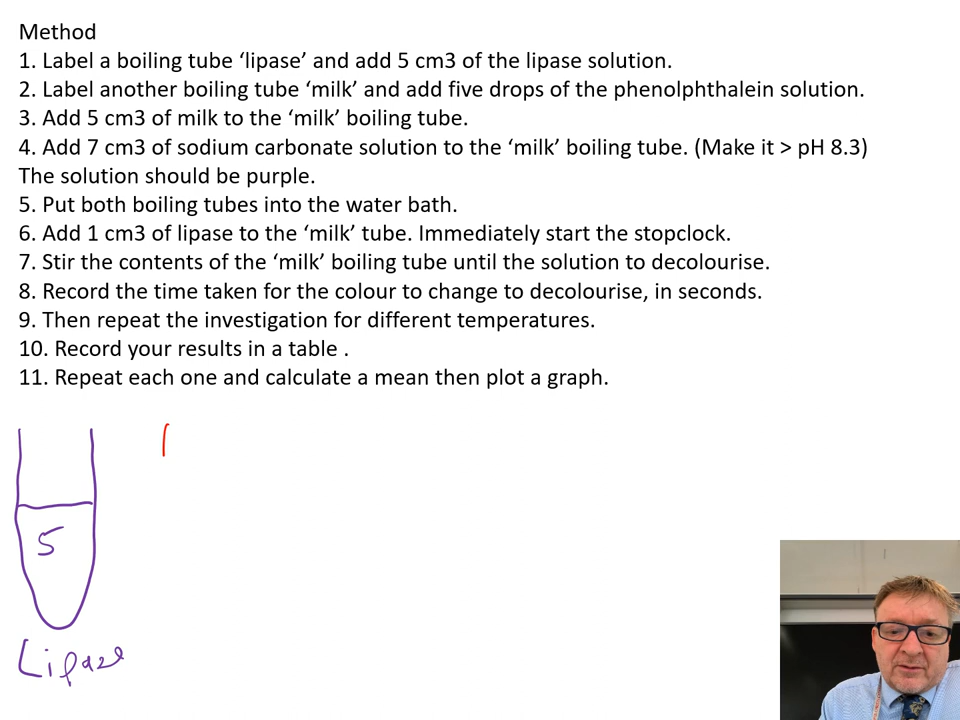 Method
1. Label a boiling tube ‘lipase’ and add 5 cm3 of the lipase solution.
2. Label another boiling tube ‘milk’ and add five drops of the phenolphthalein solution.
3. Add 5 cm3 of milk to the ‘milk’ boiling tube.
4. Add 7 cm3 of sodium carbonate solution to the ‘milk’ boiling tube. (Make it > pH 8.3)
The solution should be purple.
5. Put both boiling tubes into the water bath.
6. Add 1 cm3 of lipase to the ‘milk’ tube. Immediately start the stopclock.
7. Stir the contents of the ‘milk’ boiling tube until the solution to decolourise.
8. Record the time taken for the colour to change to decolourise, in seconds.
9. Then repeat the investigation for different temperatures.
10. Record your results in a table .
11. Repeat each one and calculate a mean then plot a graph.
5
Lipase